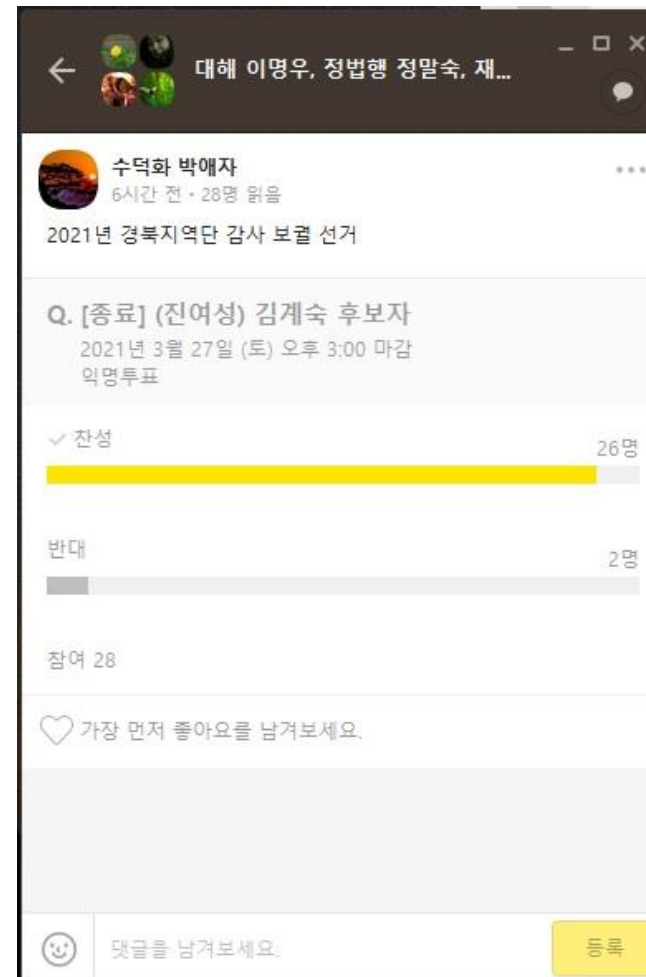 대해 이명우, 정법행 정말숙, 재...
수덕화 박애자
6시간 전 · 28명 읽음
2021년 경북지역단 감사 보궐 선거
Q. [종료] (진여성) 김계숙 후보자
2021년 3월 27일 (토) 오후 3:00 마감
익명투표
찬성
26명
반대
2명
참여 28
가장 먼저 좋아요를 남겨보세요.
댓글을 남겨보세요.
등록